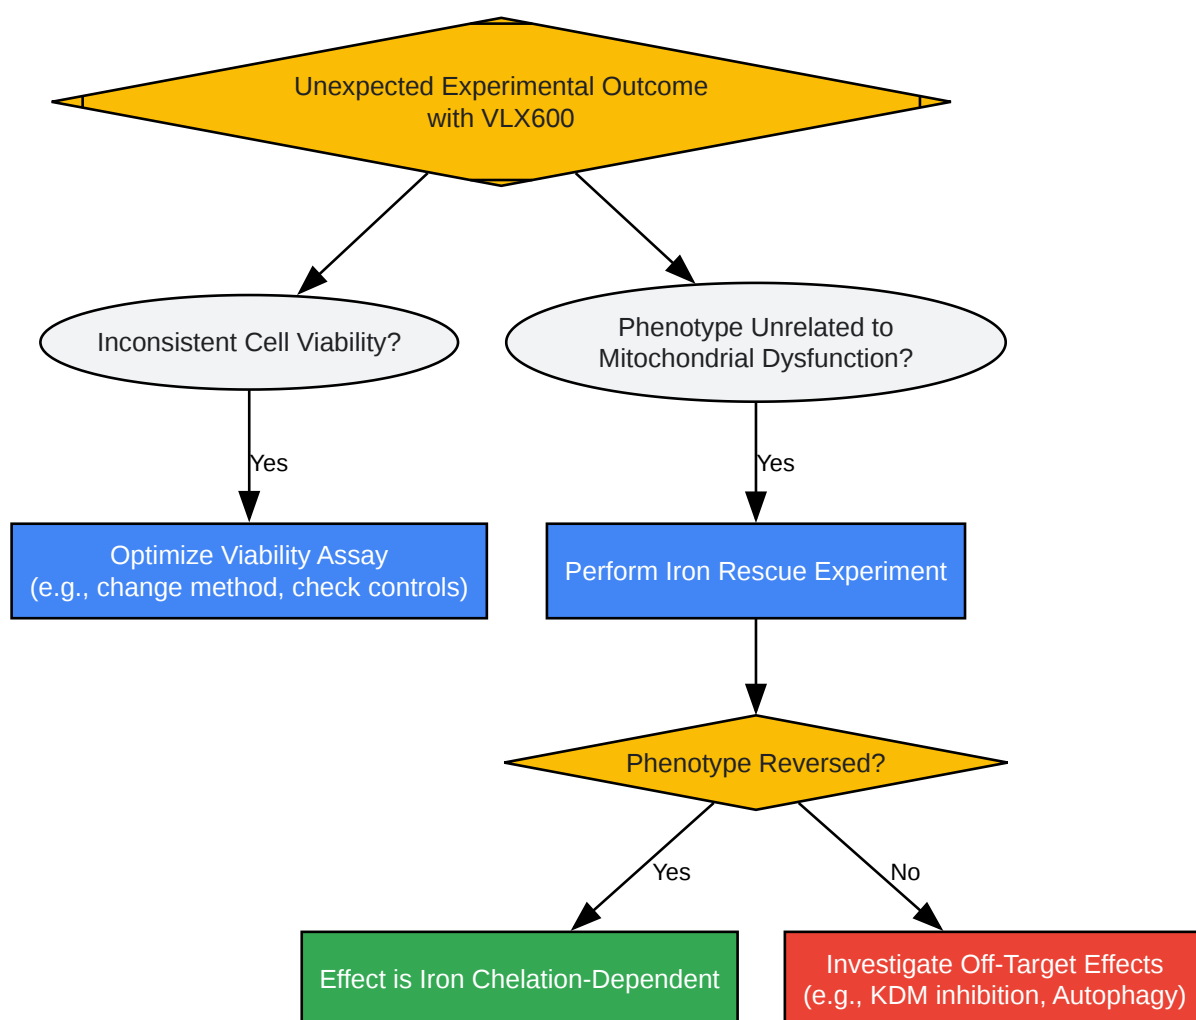 Unexpected Experimental Outcome
with VLX600
Inconsistent Cell Viability?
Phenotype Unrelated to
Mitochondrial Dysfunction?
Yes
Yes
Optimize Viability Assay
(e.g., change method, check controls)
Perform Iron Rescue Experiment
Phenotype Reversed?
Yes
No
Effect is Iron Chelation-Dependent
Investigate Off-Target Effects
(e.g., KDM inhibition, Autophagy)